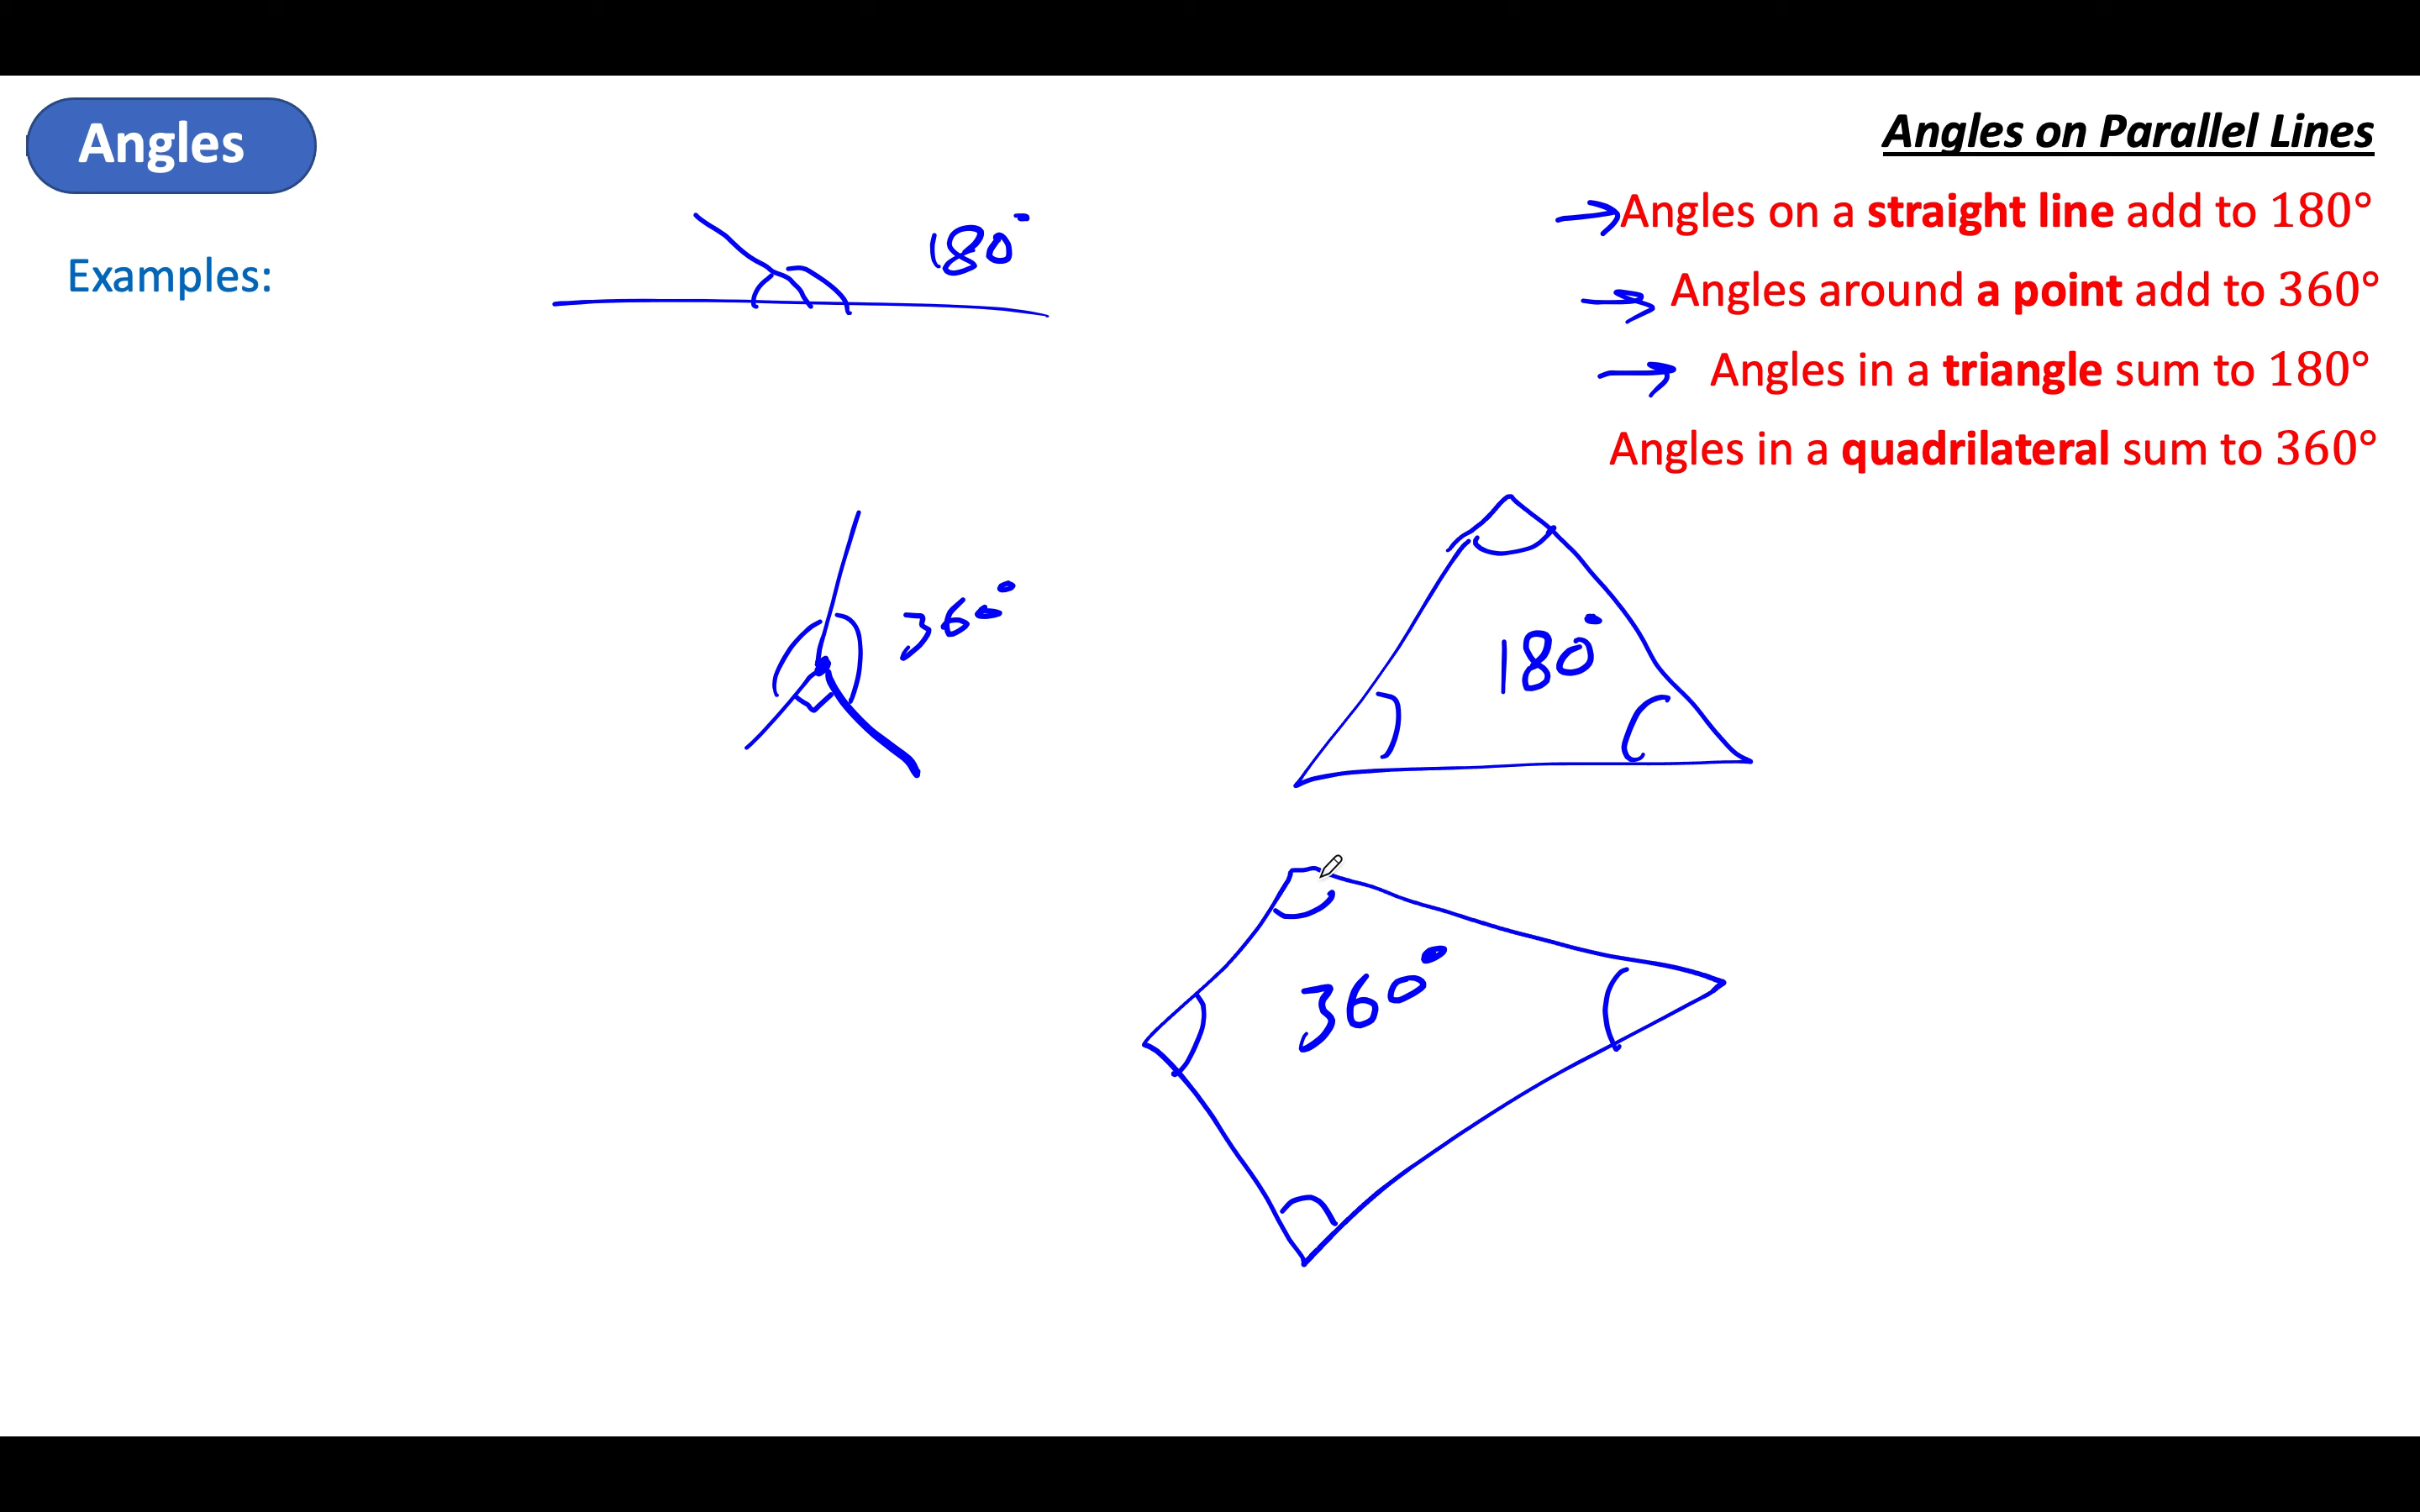 Angles
Angles on Parallel Lines
Examples:
180°
Angles on a straight line add to 180°
Angles around a point add to 360°
Angles in a triangle sum to 180°
Angles in a quadrilateral sum to 360°
360°
180°
360°